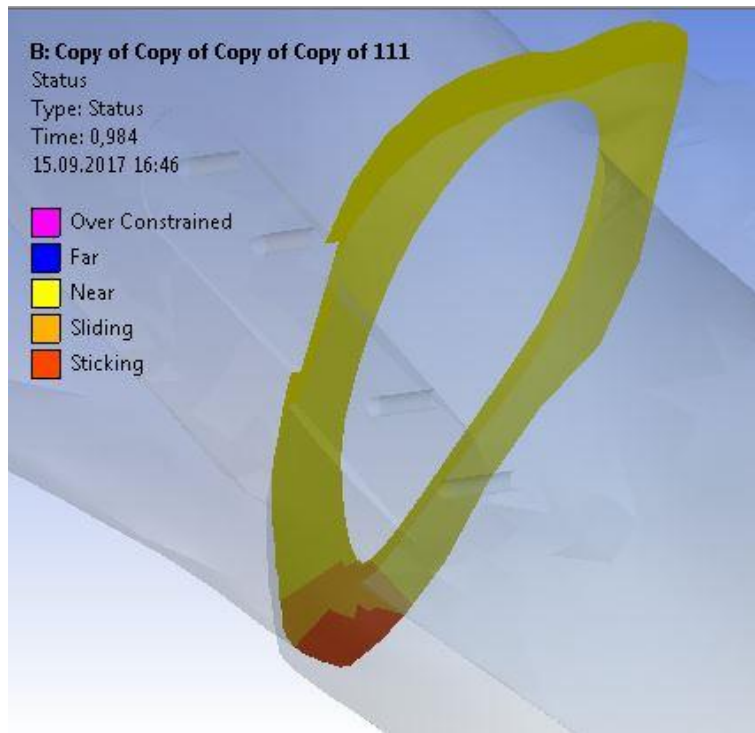 B: Copy of Copy of Copy of Copy of 111
Status
Type: Status
Time: 0,984
15.09.2017 16:46
Over Constrained
Far
Near
Sliding
Sticking